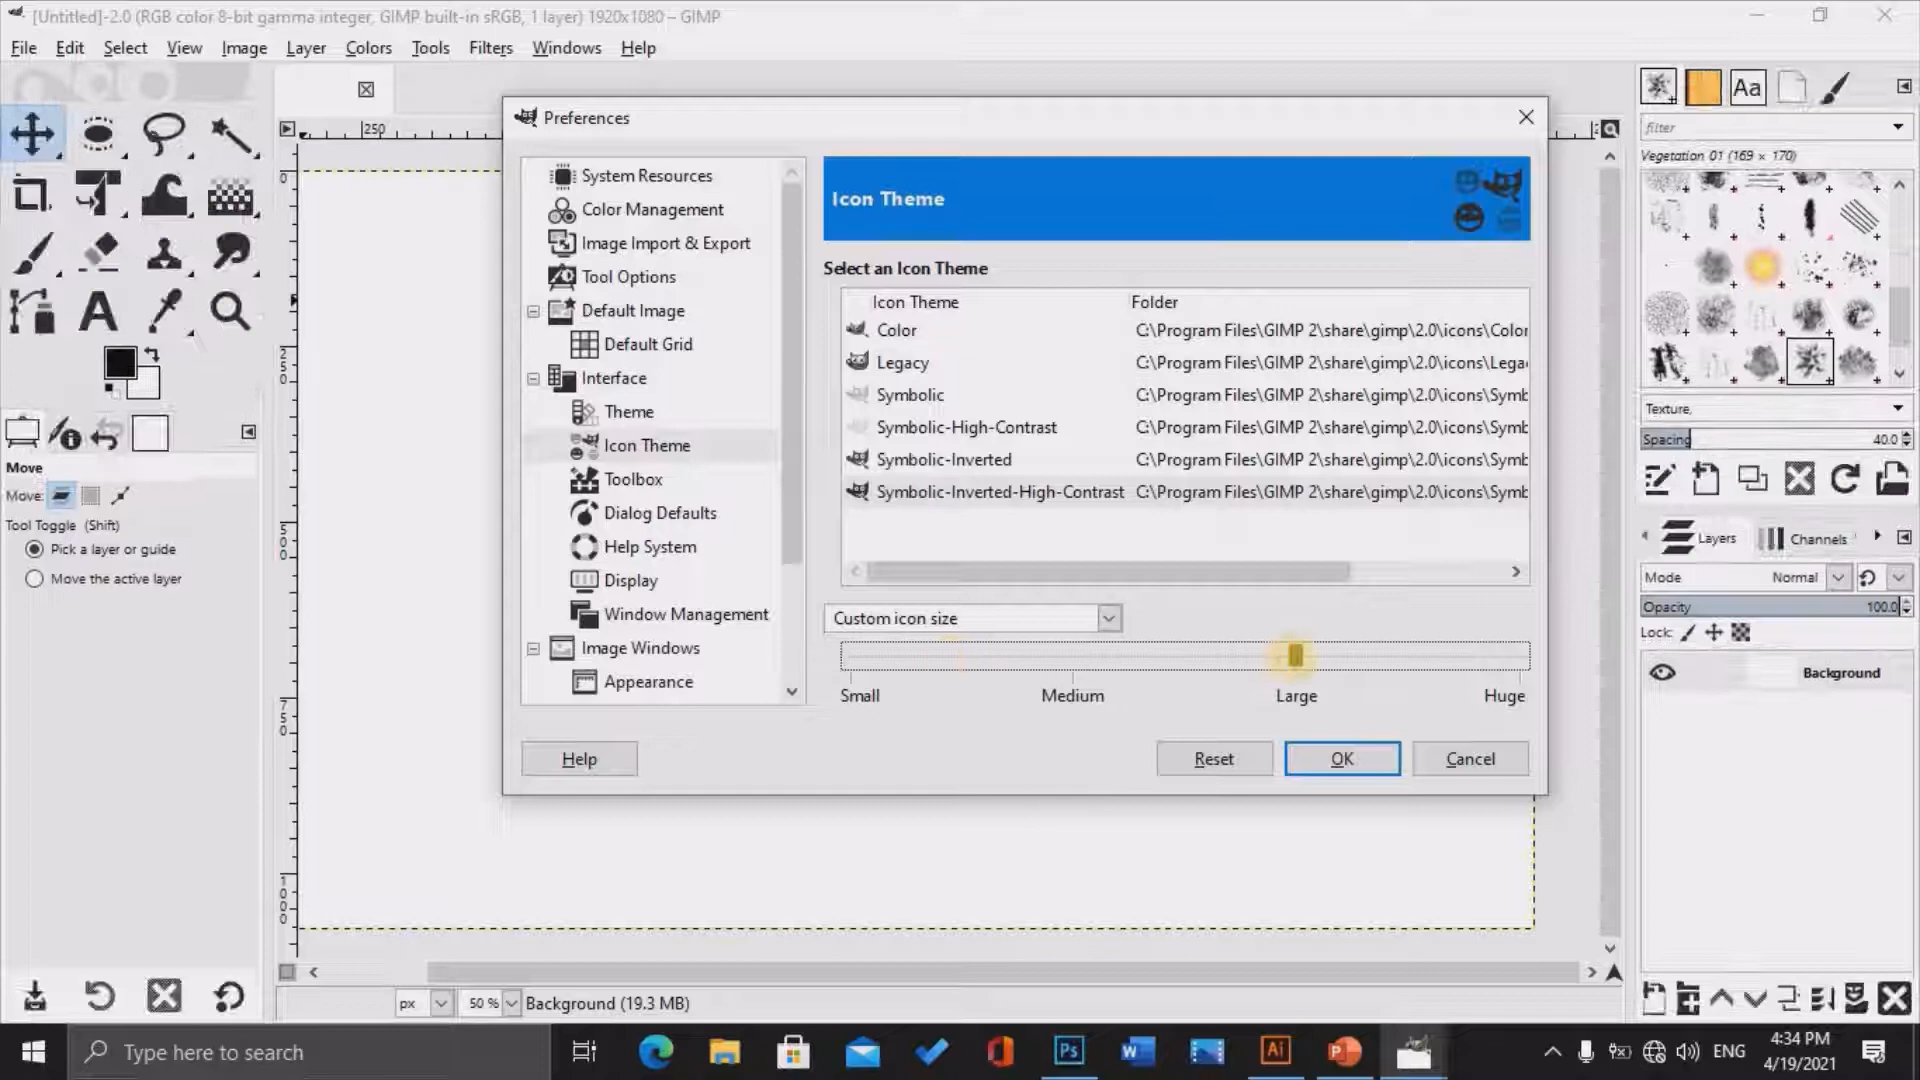 [Untitled]-2.0 (RGB color 8-bit gamma integer, GIMP built-in sRGB, 1 layer) 1920x1080 – GIMP
File Edit Select View Image Layer Colors Tools Filters Windows Help
250
Preferences
System Resources
Color Management
Image Import & Export
Tool Options
Default Image
Default Grid
Interface
Theme
Icon Theme
Toolbox
Dialog Defaults
Help System
Display
Window Management
Image Windows
Appearance
Icon Theme
Select an Icon Theme
Icon Theme Folder
Color C:\Program Files\GIMP 2\share\gimp\2.0\icons\Color
Legacy C:\Program Files\GIMP 2\share\gimp\2.0\icons\Lega
Symbolic C:\Program Files\GIMP 2\share\gimp\2.0\icons\Symb
Symbolic-High-Contrast C:\Program Files\GIMP 2\share\gimp\2.0\icons\Symb
Symbolic-Inverted C:\Program Files\GIMP 2\share\gimp\2.0\icons\Symb
Symbolic-Inverted-High-Contrast C:\Program Files\GIMP 2\share\gimp\2.0\icons\Symb
Custom icon size
Small Medium Large Huge
Help Reset OK Cancel
Move
Move:
Tool Toggle (Shift)
Pick a layer or guide
Move the active layer
0
250
500
750
1000
px 50 % Background (19.3 MB)
Aa
filter
Vegetation 01 (169 × 170)
Texture,
Spacing 40.0
Layers Channels
Mode Normal
Opacity 100.0
Lock:
Background
Type here to search
Ps
W
Ai
P
ENG
4:34 PM
4/19/2021